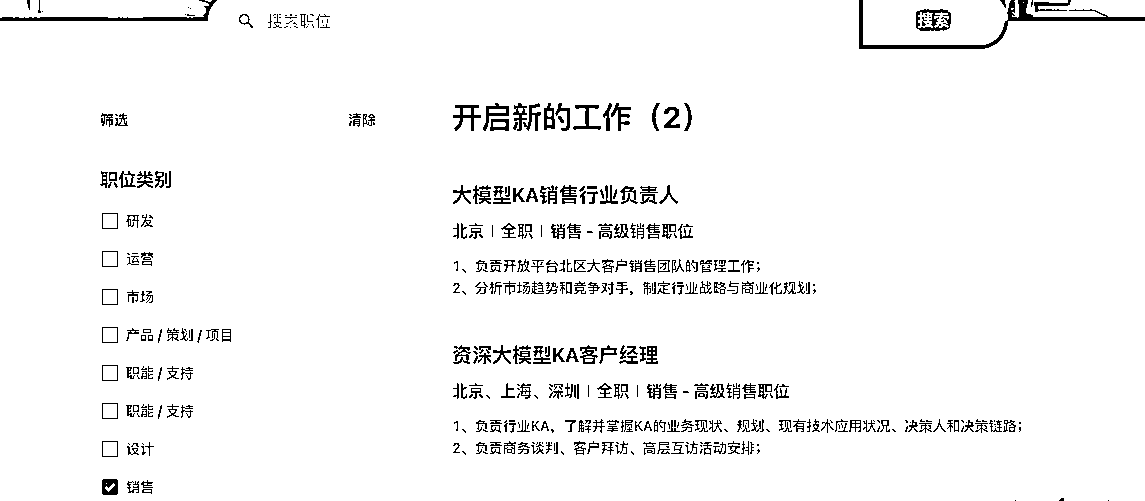 搜索职位
搜索
筛选
清除
职位类别
研发
运营
市场
产品 / 策划 / 项目
职能 / 支持
职能 / 支持
设计
销售
开启新的工作（2）
大模型KA销售行业负责人
北京 | 全职 | 销售 - 高级销售职位
1、负责开放平台北区大客户销售团队的管理工作；
2、分析市场趋势和竞争对手，制定行业战略与商业化规划；
资深大模型KA客户经理
北京、上海、深圳 | 全职 | 销售 - 高级销售职位
1、负责行业KA，了解并掌握KA的业务现状、规划、现有技术应用状况、决策人和决策链路；
2、负责商务谈判、客户拜访、高层互访活动安排；